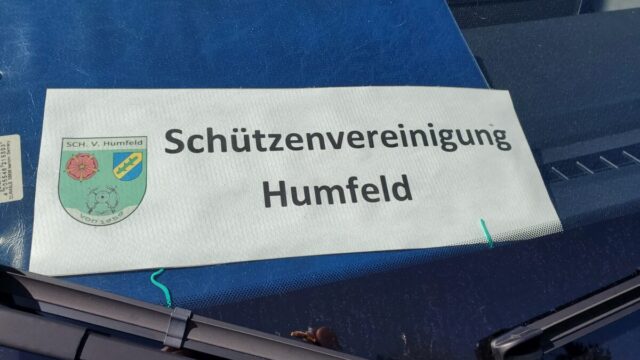 SCH. V. Humfeld
Schützenvereinigung
Humfeld